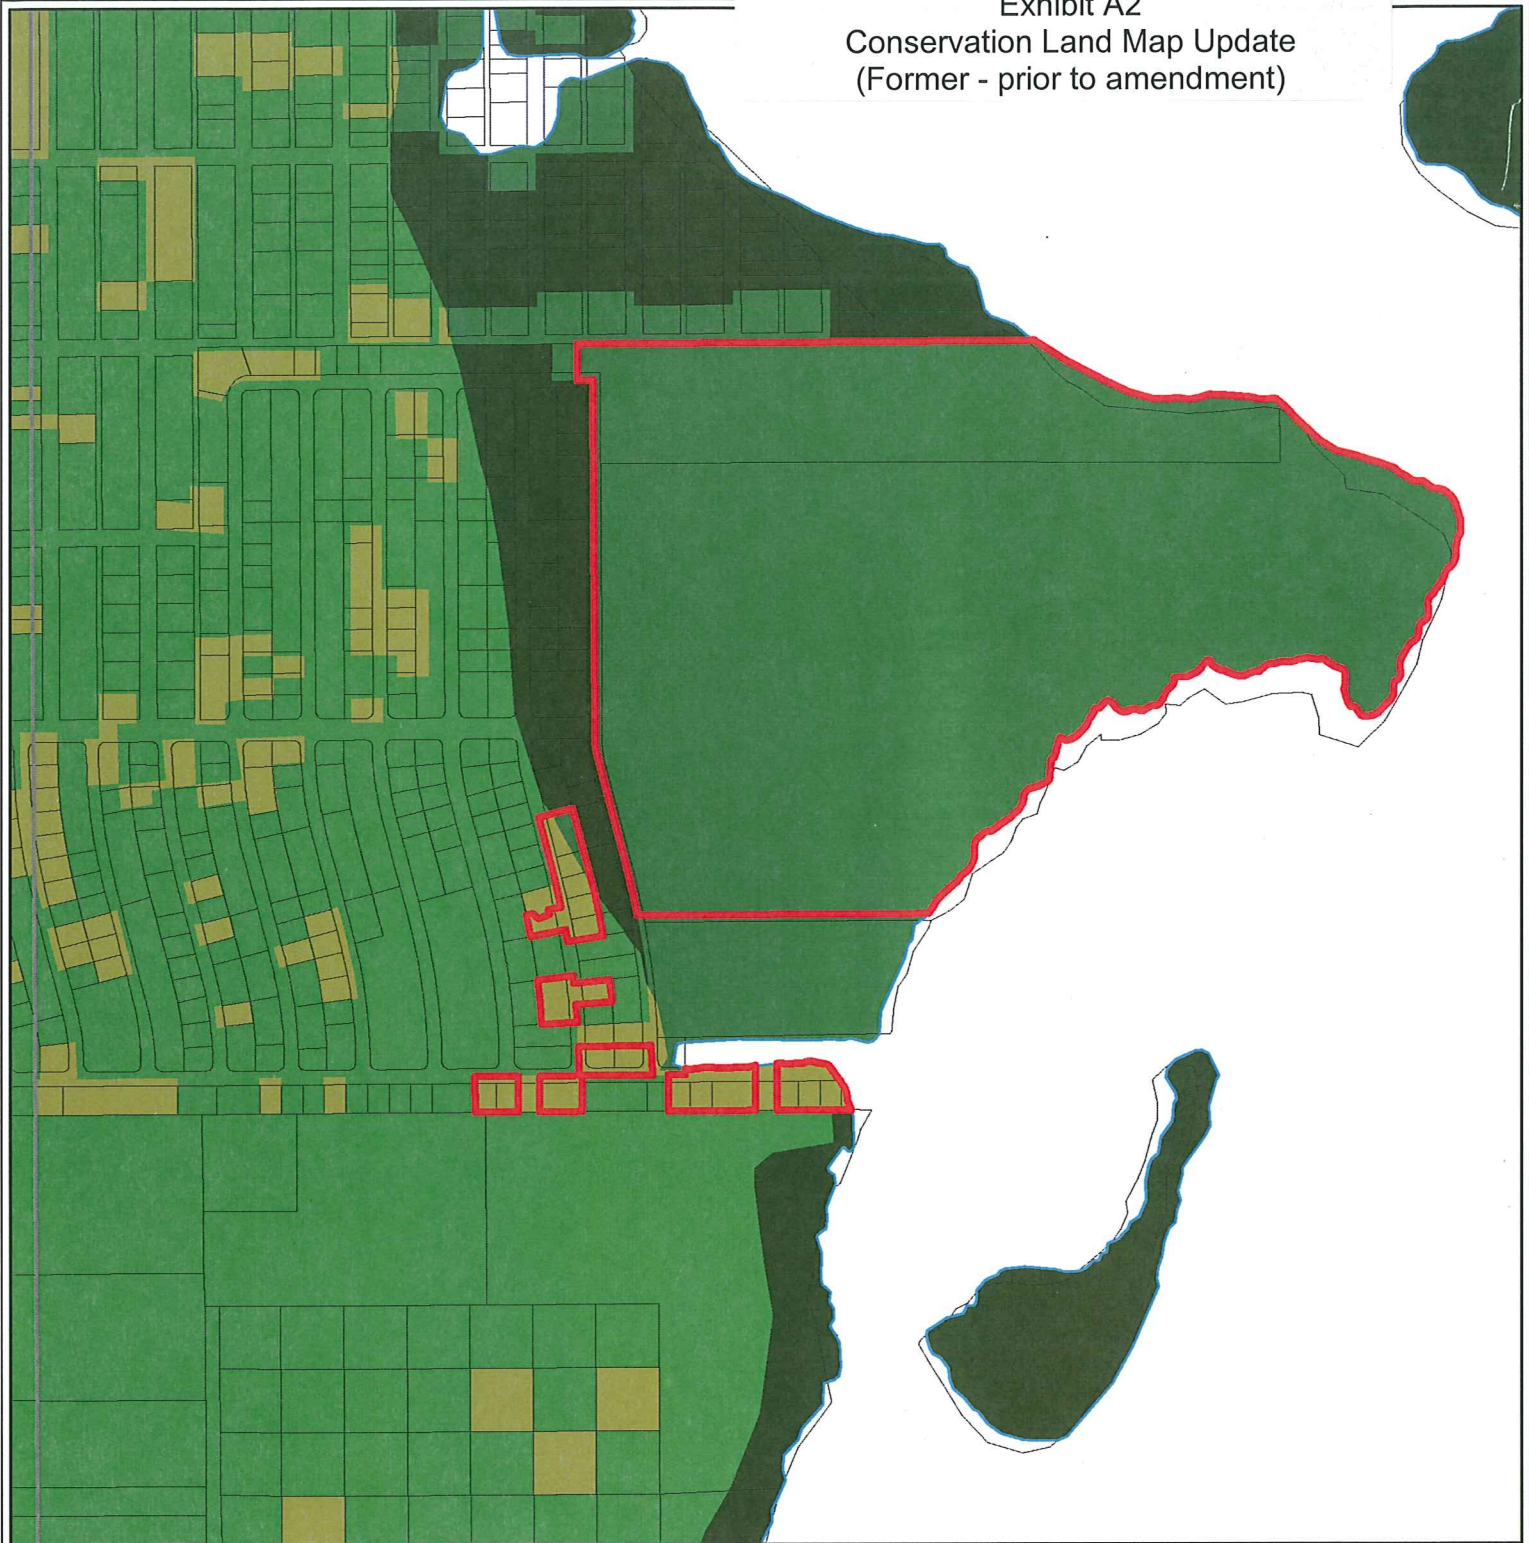 Exhibit A2
Conservation Land Map Update
(Former - prior to amendment)